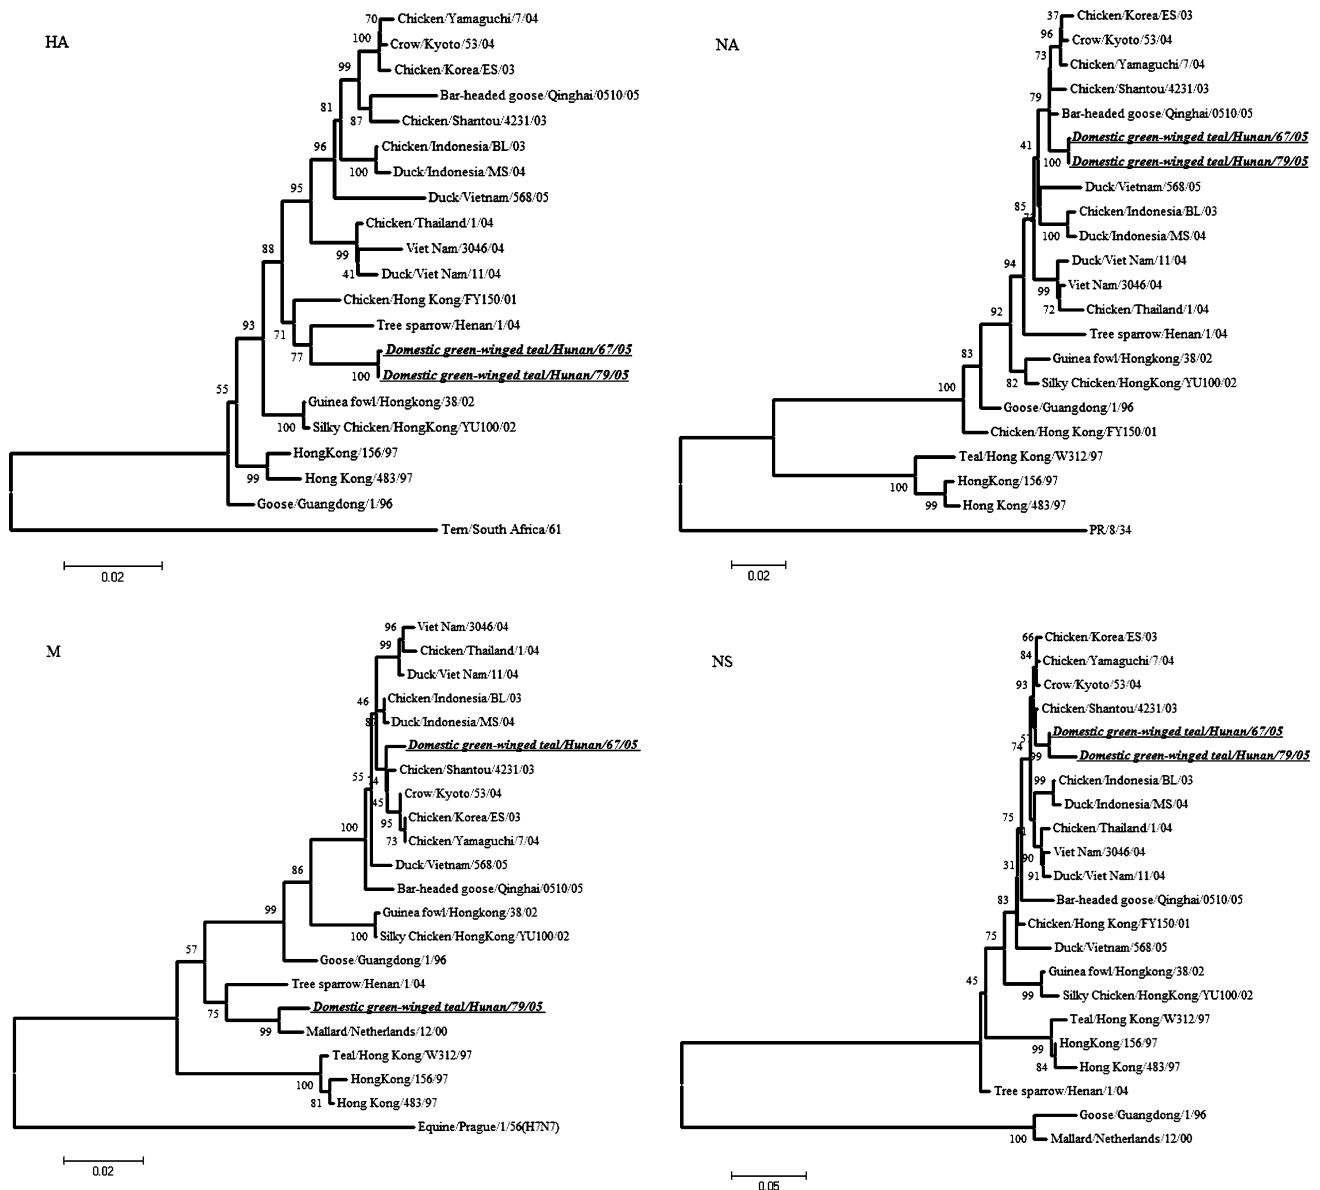 HA
70 Chicken/Yamaguchi/7/04
100 Crow/Kyoto/53/04
Chicken/Korea/ES/03
99
Bar-headed goose/Qinghai/0510/05
81
87 Chicken/Shantou/4231/03
Chicken/Indonesia/BL/03
96
100 Duck/Indonesia/MS/04
Duck/Vietnam/568/05
95
Chicken/Thailand/1/04
Viet Nam/3046/04
88 99
41 Duck/Viet Nam/11/04
Chicken/Hong Kong/FY150/01
93 Tree sparrow/Henan/1/04
71
77 Domestic green-winged teal/Hunan/67/05
100 Domestic green-winged teal/Hunan/79/05
55
Guinea fowl/Hongkong/38/02
100 Silky Chicken/HongKong/YU100/02
HongKong/156/97
99 Hong Kong/483/97
Goose/Guangdong/1/96
Tern/South Africa/61
0.02
NA
37 Chicken/Korea/ES/03
96 Crow/Kyoto/53/04
73 Chicken/Yamaguchi/7/04
Chicken/Shantou/4231/03
79
Bar-headed goose/Qinghai/0510/05
Domestic green-winged teal/Hunan/67/05
41
100 Domestic green-winged teal/Hunan/79/05
Duck/Vietnam/568/05
85
Chicken/Indonesia/BL/03
100 Duck/Indonesia/MS/04
94 Duck/Viet Nam/11/04
99 Viet Nam/3046/04
92 72 Chicken/Thailand/1/04
Tree sparrow/Henan/1/04
83 Guinea fowl/Hongkong/38/02
82 Silky Chicken/HongKong/YU100/02
100
Goose/Guangdong/1/96
Chicken/Hong Kong/FY150/01
Teal/Hong Kong/W312/97
100 HongKong/156/97
99 Hong Kong/483/97
PR/8/34
0.02
M
96 Viet Nam/3046/04
99 Chicken/Thailand/1/04
Duck/Viet Nam/11/04
46 Chicken/Indonesia/BL/03
Duck/Indonesia/MS/04
Domestic green-winged teal/Hunan/67/05
55 Chicken/Shantou/4231/03
45 Crow/Kyoto/53/04
100 95 Chicken/Korea/ES/03
73 Chicken/Yamaguchi/7/04
86 Duck/Vietnam/568/05
Bar-headed goose/Qinghai/0510/05
99 Guinea fowl/Hongkong/38/02
100 Silky Chicken/HongKong/YU100/02
57 Goose/Guangdong/1/96
Tree sparrow/Henan/1/04
75 Domestic green-winged teal/Hunan/79/05
99 Mallard/Netherlands/12/00
Teal/Hong Kong/W312/97
100 HongKong/156/97
81 Hong Kong/483/97
Equine/Prague/1/56(H7N7)
0.02
NS
66 Chicken/Korea/ES/03
84 Chicken/Yamaguchi/7/04
93 Crow/Kyoto/53/04
Chicken/Shantou/4231/03
Domestic green-winged teal/Hunan/67/05
74
99 Domestic green-winged teal/Hunan/79/05
99 Chicken/Indonesia/BL/03
Duck/Indonesia/MS/04
75 Chicken/Thailand/1/04
90 Viet Nam/3046/04
31 91 Duck/Viet Nam/11/04
83 Bar-headed goose/Qinghai/0510/05
Chicken/Hong Kong/FY150/01
75 Duck/Vietnam/568/05
Guinea fowl/Hongkong/38/02
45
99 Silky Chicken/HongKong/YU100/02
Teal/Hong Kong/W312/97
99 HongKong/156/97
84 Hong Kong/483/97
Tree sparrow/Henan/1/04
Goose/Guangdong/1/96
100 Mallard/Netherlands/12/00
0.05